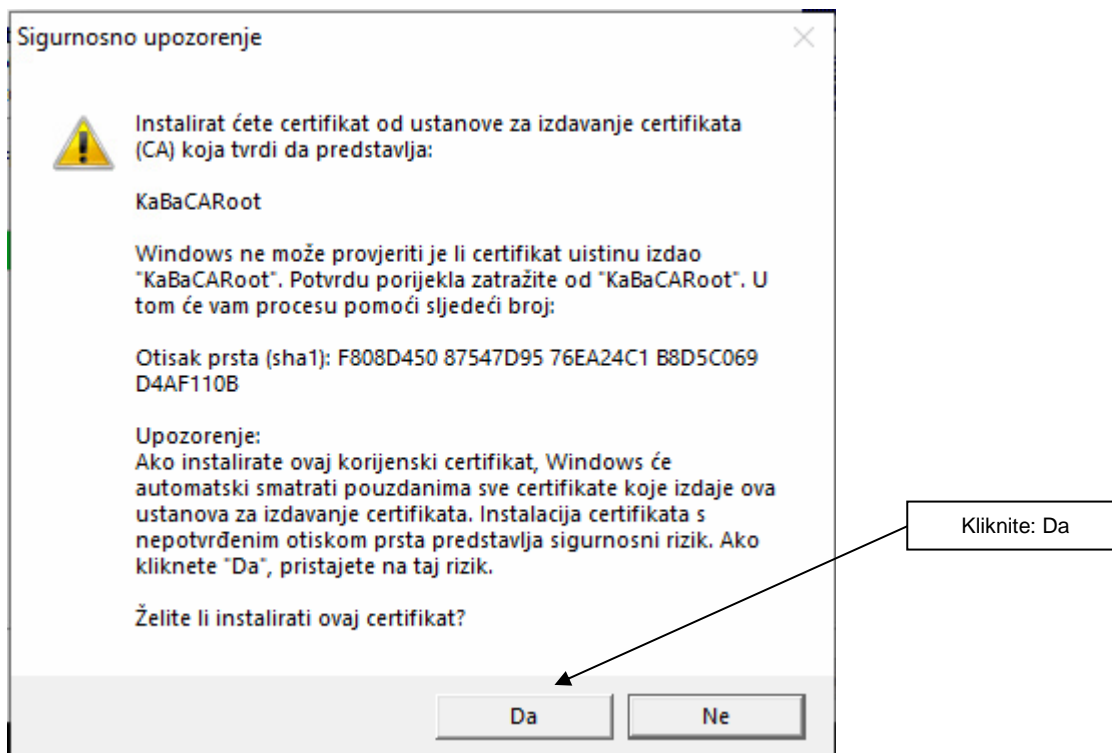 Sigurnosno upozorenje
Instalirat ćete certifikat od ustanove za izdavanje certifikata
(CA) koja tvrdi da predstavlja:
KaBaCARoot
Windows ne može provjeriti je li certifikat uistinu izdao
"KaBaCARoot". Potvrdu porijekla zatražite od "KaBaCARoot". U
tom će vam procesu pomoći sljedeći broj:
Otisak prsta (sha1): F808D450 87547D95 76EA24C1 B8D5C069
D4AF110B
Upozorenje:
Ako instalirate ovaj korijenski certifikat, Windows će
automatski smatrati pouzdanima sve certifikate koje izdaje ova
ustanova za izdavanje certifikata. Instalacija certifikata s
nepotvrđenim otiskom prsta predstavlja sigurnosni rizik. Ako
kliknete "Da", pristajete na taj rizik.
Kliknite: Da
Želite li instalirati ovaj certifikat?
Da
Ne